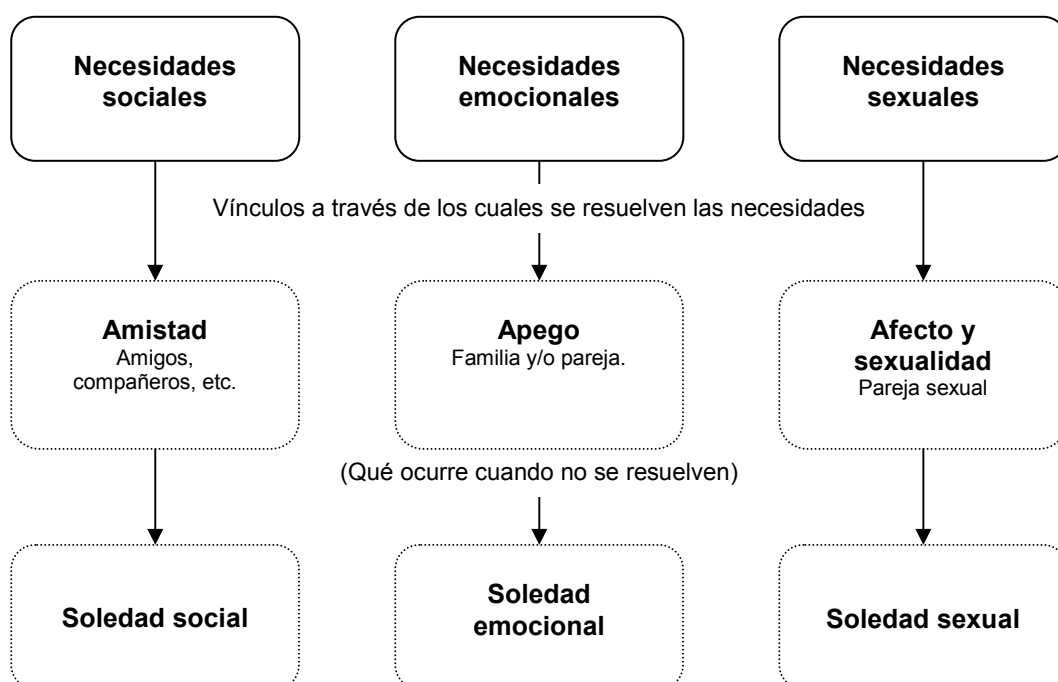 Necesidades
sociales
Necesidades
emocionales
Necesidades
sexuales
Vínculos a través de los cuales se resuelven las necesidades
Amistad
Amigos,
compañeros, etc.
Apego
Familia y/o pareja.
Afecto y
sexualidad
Pareja sexual
(Qué ocurre cuando no se resuelven)
Soledad social
Soledad
emocional
Soledad sexual